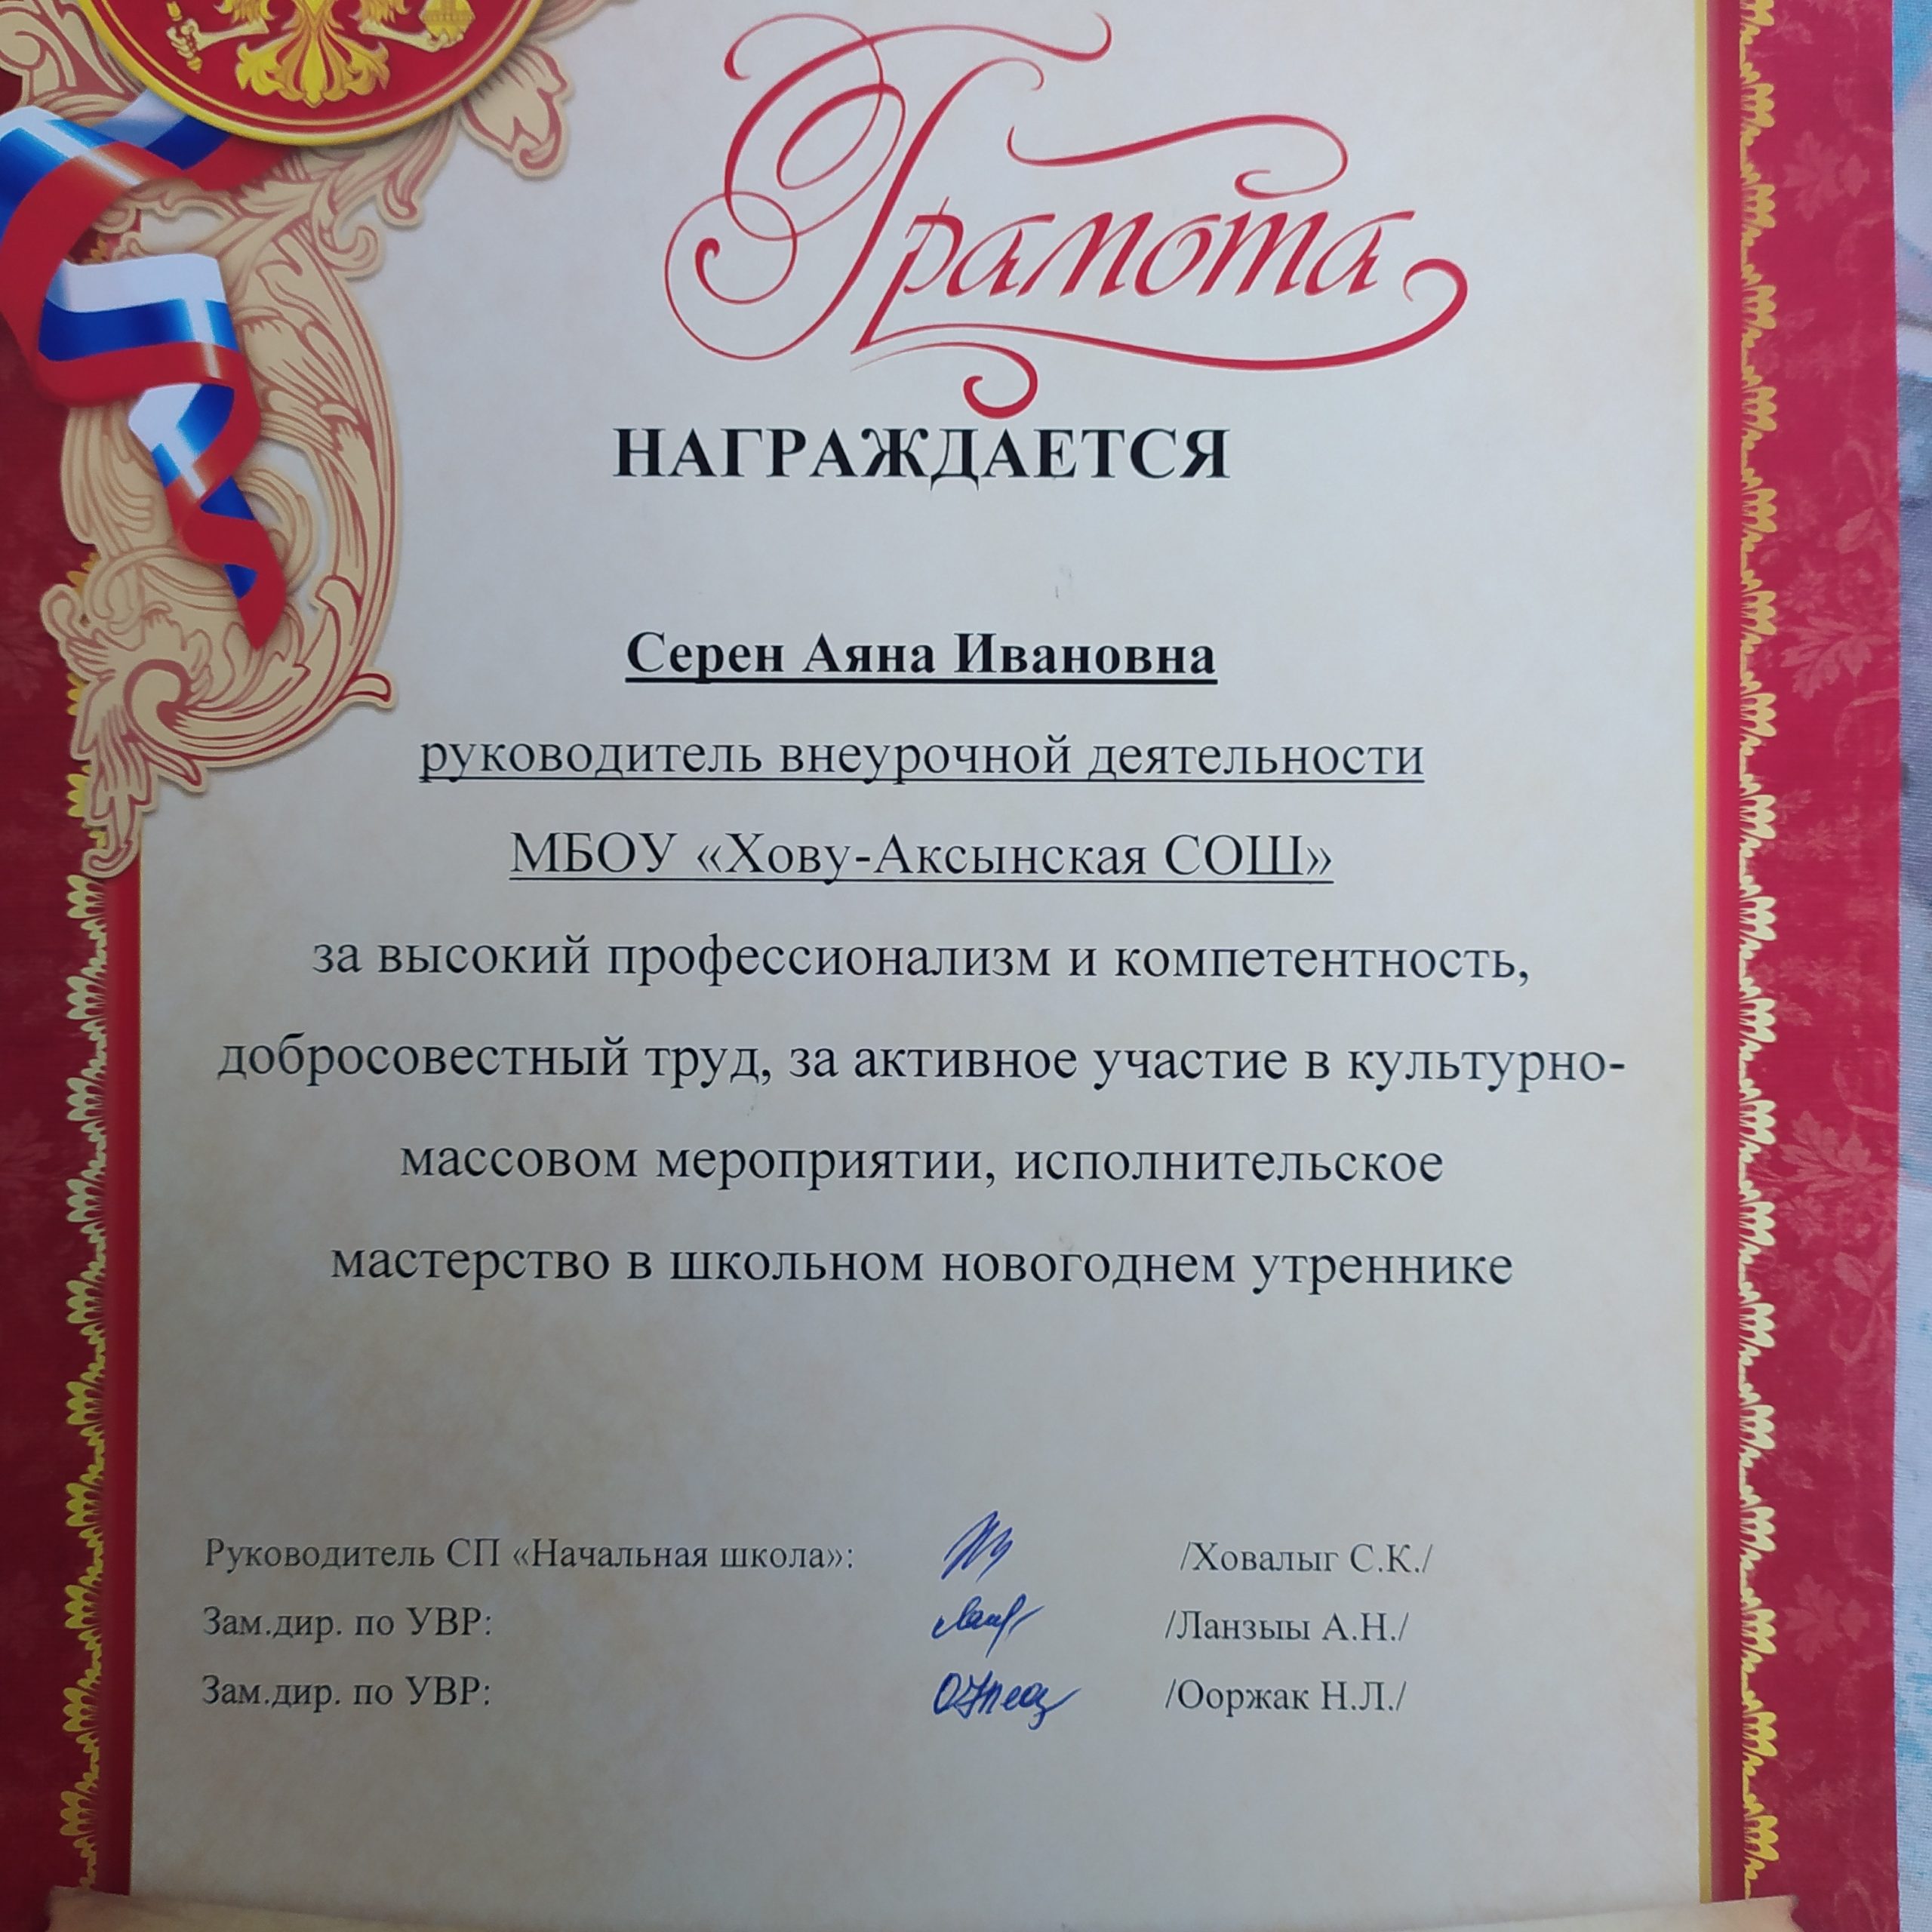 Грамота
НАГРАЖДАЕТСЯ
Серен Аяна Ивановна
руководитель внеурочной деятельности
МБОУ «Хову-Аксынская СОШ»
за высокий профессионализм и компетентность,
добросовестный труд, за активное участие в культурно-
массовом мероприятии, исполнительское
мастерство в школьном новогоднем утреннике
Руководитель СП «Начальная школа»: /Ховалыг С.К./
Зам.дир. по УВР: /Ланзыы А.Н./
Зам.дир. по УВР: /Ооржак Н.Л./